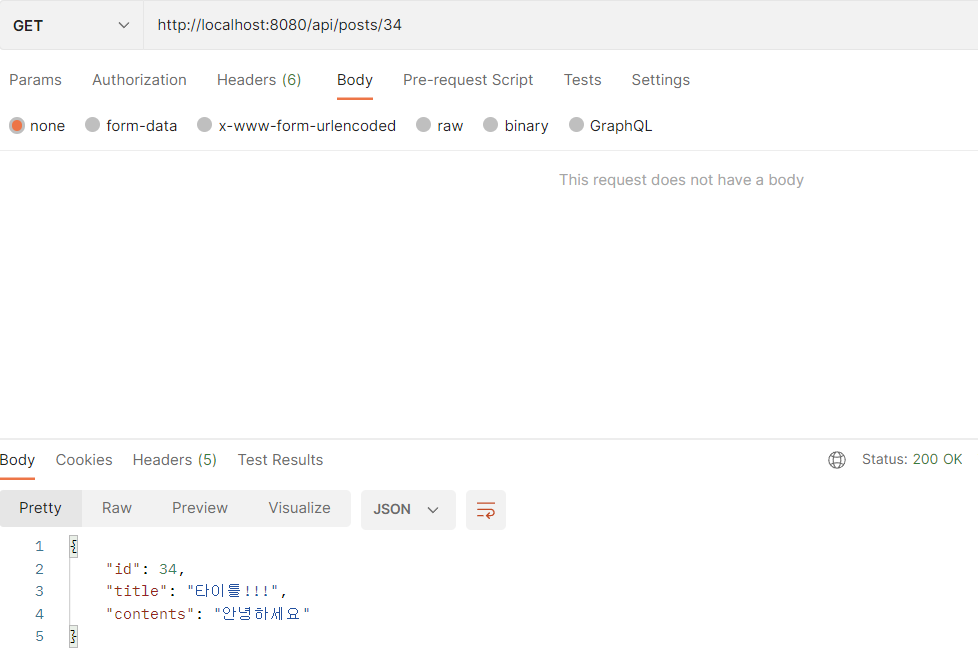 GET http://localhost:8080/api/posts/34
Params Authorization Headers (6) Body Pre-request Script Tests Settings
none form-data x-www-form-urlencoded raw binary GraphQL
This request does not have a body
Body Cookies Headers (5) Test Results Status: 200 OK
Pretty Raw Preview Visualize JSON
1 {
2 "id": 34,
3 "title": "타이틀!!!",
4 "contents": "안녕하세요"
5 }